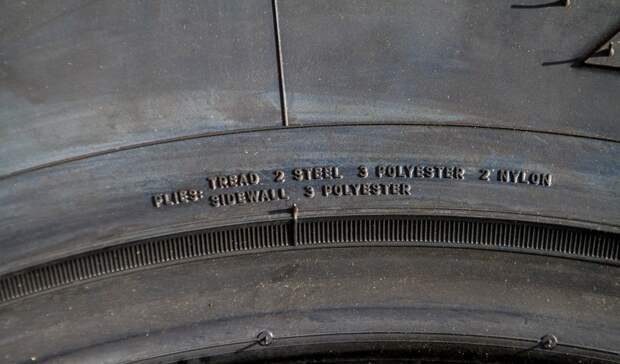 PLIES: TREAD 2 STEEL 3 POLYESTER 2 NYLON
SIDEWALL 3 POLYESTER